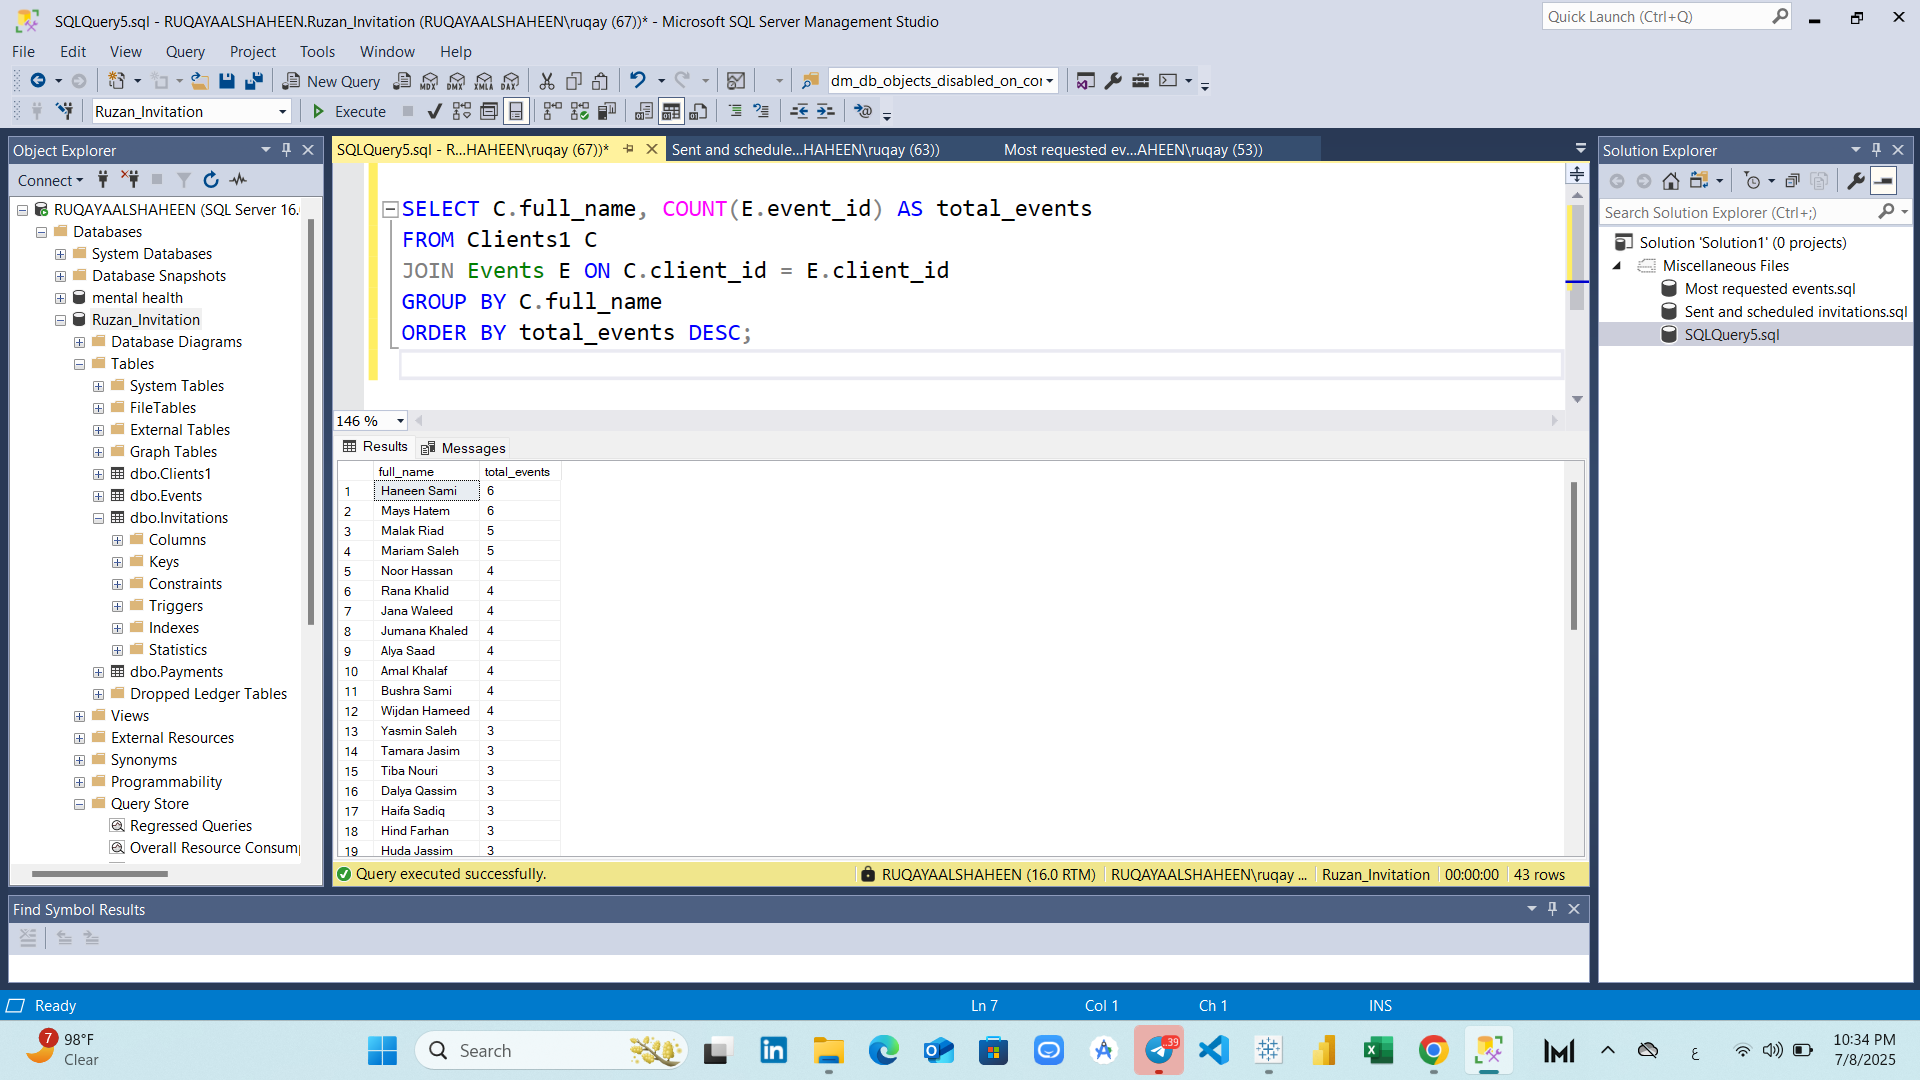 SQLQuery5.sql - RUQAYAALSHAHEEN.Ruzan_Invitation (RUQAYAALSHAHEEN\ruqay (67))* - Microsoft SQL Server Management Studio
Quick Launch (Ctrl+Q)
File Edit View Query Project Tools Window Help
New Query MDX DMX XMLA DAX dm_db_objects_disabled_on_cor
Ruzan_Invitation Execute
Object Explorer
Connect
RUQAYAALSHAHEEN (SQL Server 16.
Databases
System Databases
Database Snapshots
mental health
Ruzan_Invitation
Database Diagrams
Tables
System Tables
FileTables
External Tables
Graph Tables
dbo.Clients1
dbo.Events
dbo.Invitations
Columns
Keys
Constraints
Triggers
Indexes
Statistics
dbo.Payments
Dropped Ledger Tables
Views
External Resources
Synonyms
Programmability
Query Store
Regressed Queries
Overall Resource Consum
SQLQuery5.sql - R...HAHEEN\ruqay (67))*
Sent and schedule...HAHEEN\ruqay (63))
Most requested ev...AHEEN\ruqay (53))
SELECT C.full_name, COUNT(E.event_id) AS total_events
FROM Clients1 C
JOIN Events E ON C.client_id = E.client_id
GROUP BY C.full_name
ORDER BY total_events DESC;
146 %
Results Messages
full_name total_events
1 Haneen Sami 6
2 Mays Hatem 6
3 Malak Riad 5
4 Mariam Saleh 5
5 Noor Hassan 4
6 Rana Khalid 4
7 Jana Waleed 4
8 Jumana Khaled 4
9 Alya Saad 4
10 Amal Khalaf 4
11 Bushra Sami 4
12 Wijdan Hameed 4
13 Yasmin Saleh 3
14 Tamara Jasim 3
15 Tiba Nouri 3
16 Dalya Qassim 3
17 Haifa Sadiq 3
18 Hind Farhan 3
19 Huda Jassim 3
Query executed successfully.
RUQAYAALSHAHEEN (16.0 RTM) RUQAYAALSHAHEEN\ruqay ... Ruzan_Invitation 00:00:00 43 rows
Solution Explorer
Search Solution Explorer (Ctrl+;)
Solution 'Solution1' (0 projects)
Miscellaneous Files
Most requested events.sql
Sent and scheduled invitations.sql
SQLQuery5.sql
Find Symbol Results
Ready Ln 7 Col 1 Ch 1 INS
7 98°F
Clear
Search
..39
ع
10:34 PM
7/8/2025